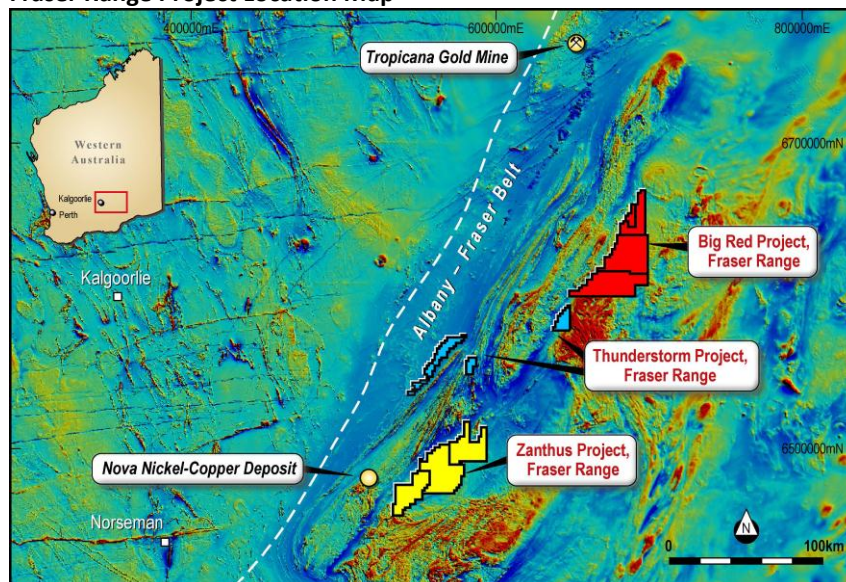 Fraser Range Project Location Map
400000mE
600000mE
800000mE
Tropicana Gold Mine
6700000mN
Western
Australia
Kalgoorlie
Perth
Albany – Fraser Belt
Big Red Project,
Fraser Range
Kalgoorlie
Thunderstorm Project,
Fraser Range
Zanthus Project,
Fraser Range
6500000mN
Nova Nickel-Copper Deposit
Norseman
N
0
100km